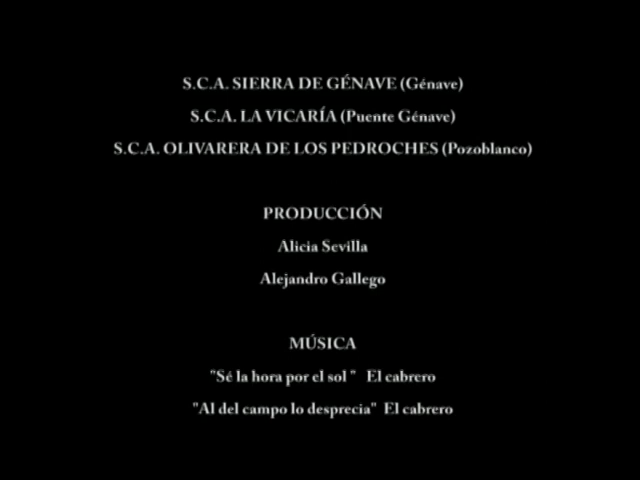 S.C.A. SIERRA DE GÉNAVE (Génave)
S.C.A. LA VICARÍA (Puente Génave)
S.C.A. OLIVARERA DE LOS PEDROCHES (Pozoblanco)
PRODUCCIÓN
Alicia Sevilla
Alejandro Gallego
MÚSICA
"Sé la hora por el sol " El cabrero
"Al del campo lo desprecia" El cabrero